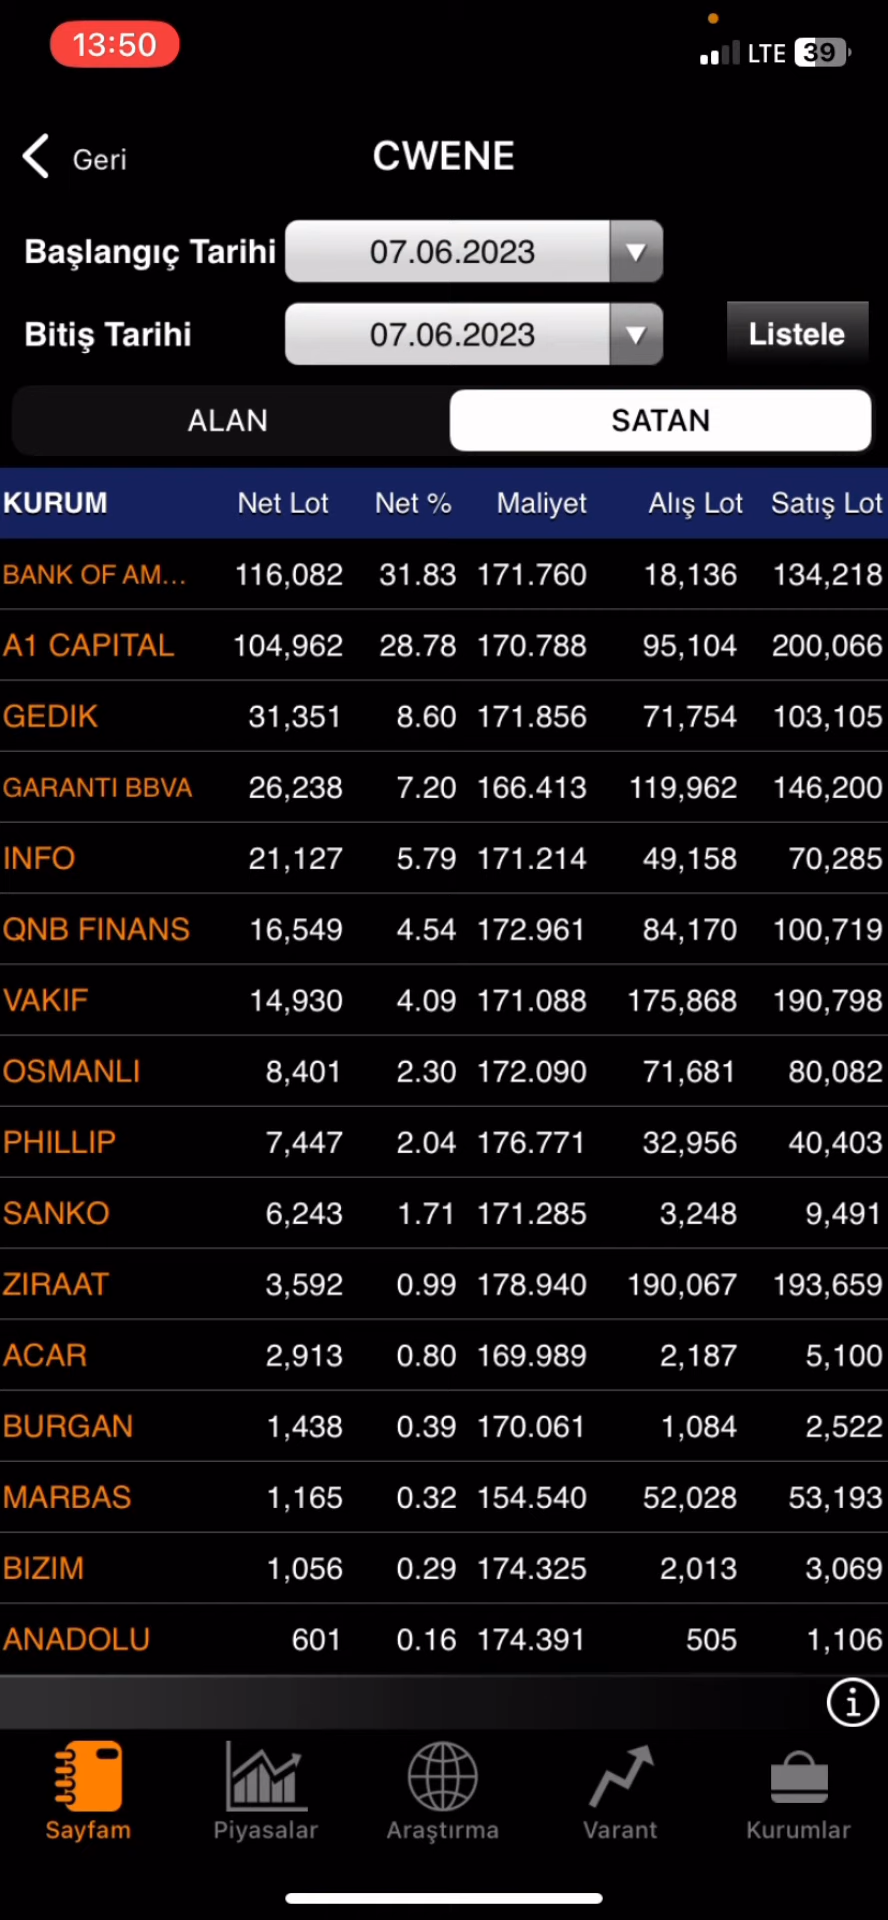 13:50
LTE 39
Geri
CWENE
Başlangıç Tarihi 07.06.2023
Bitiş Tarihi 07.06.2023 Listele
ALAN SATAN
KURUM Net Lot Net % Maliyet Alış Lot Satış Lot
BANK OF AM... 116,082 31.83 171.760 18,136 134,218
A1 CAPITAL 104,962 28.78 170.788 95,104 200,066
GEDIK 31,351 8.60 171.856 71,754 103,105
GARANTI BBVA 26,238 7.20 166.413 119,962 146,200
INFO 21,127 5.79 171.214 49,158 70,285
QNB FINANS 16,549 4.54 172.961 84,170 100,719
VAKIF 14,930 4.09 171.088 175,868 190,798
OSMANLI 8,401 2.30 172.090 71,681 80,082
PHILLIP 7,447 2.04 176.771 32,956 40,403
SANKO 6,243 1.71 171.285 3,248 9,491
ZIRAAT 3,592 0.99 178.940 190,067 193,659
ACAR 2,913 0.80 169.989 2,187 5,100
BURGAN 1,438 0.39 170.061 1,084 2,522
MARBAS 1,165 0.32 154.540 52,028 53,193
BIZIM 1,056 0.29 174.325 2,013 3,069
ANADOLU 601 0.16 174.391 505 1,106
Sayfam Piyasalar Araştırma Varant Kurumlar